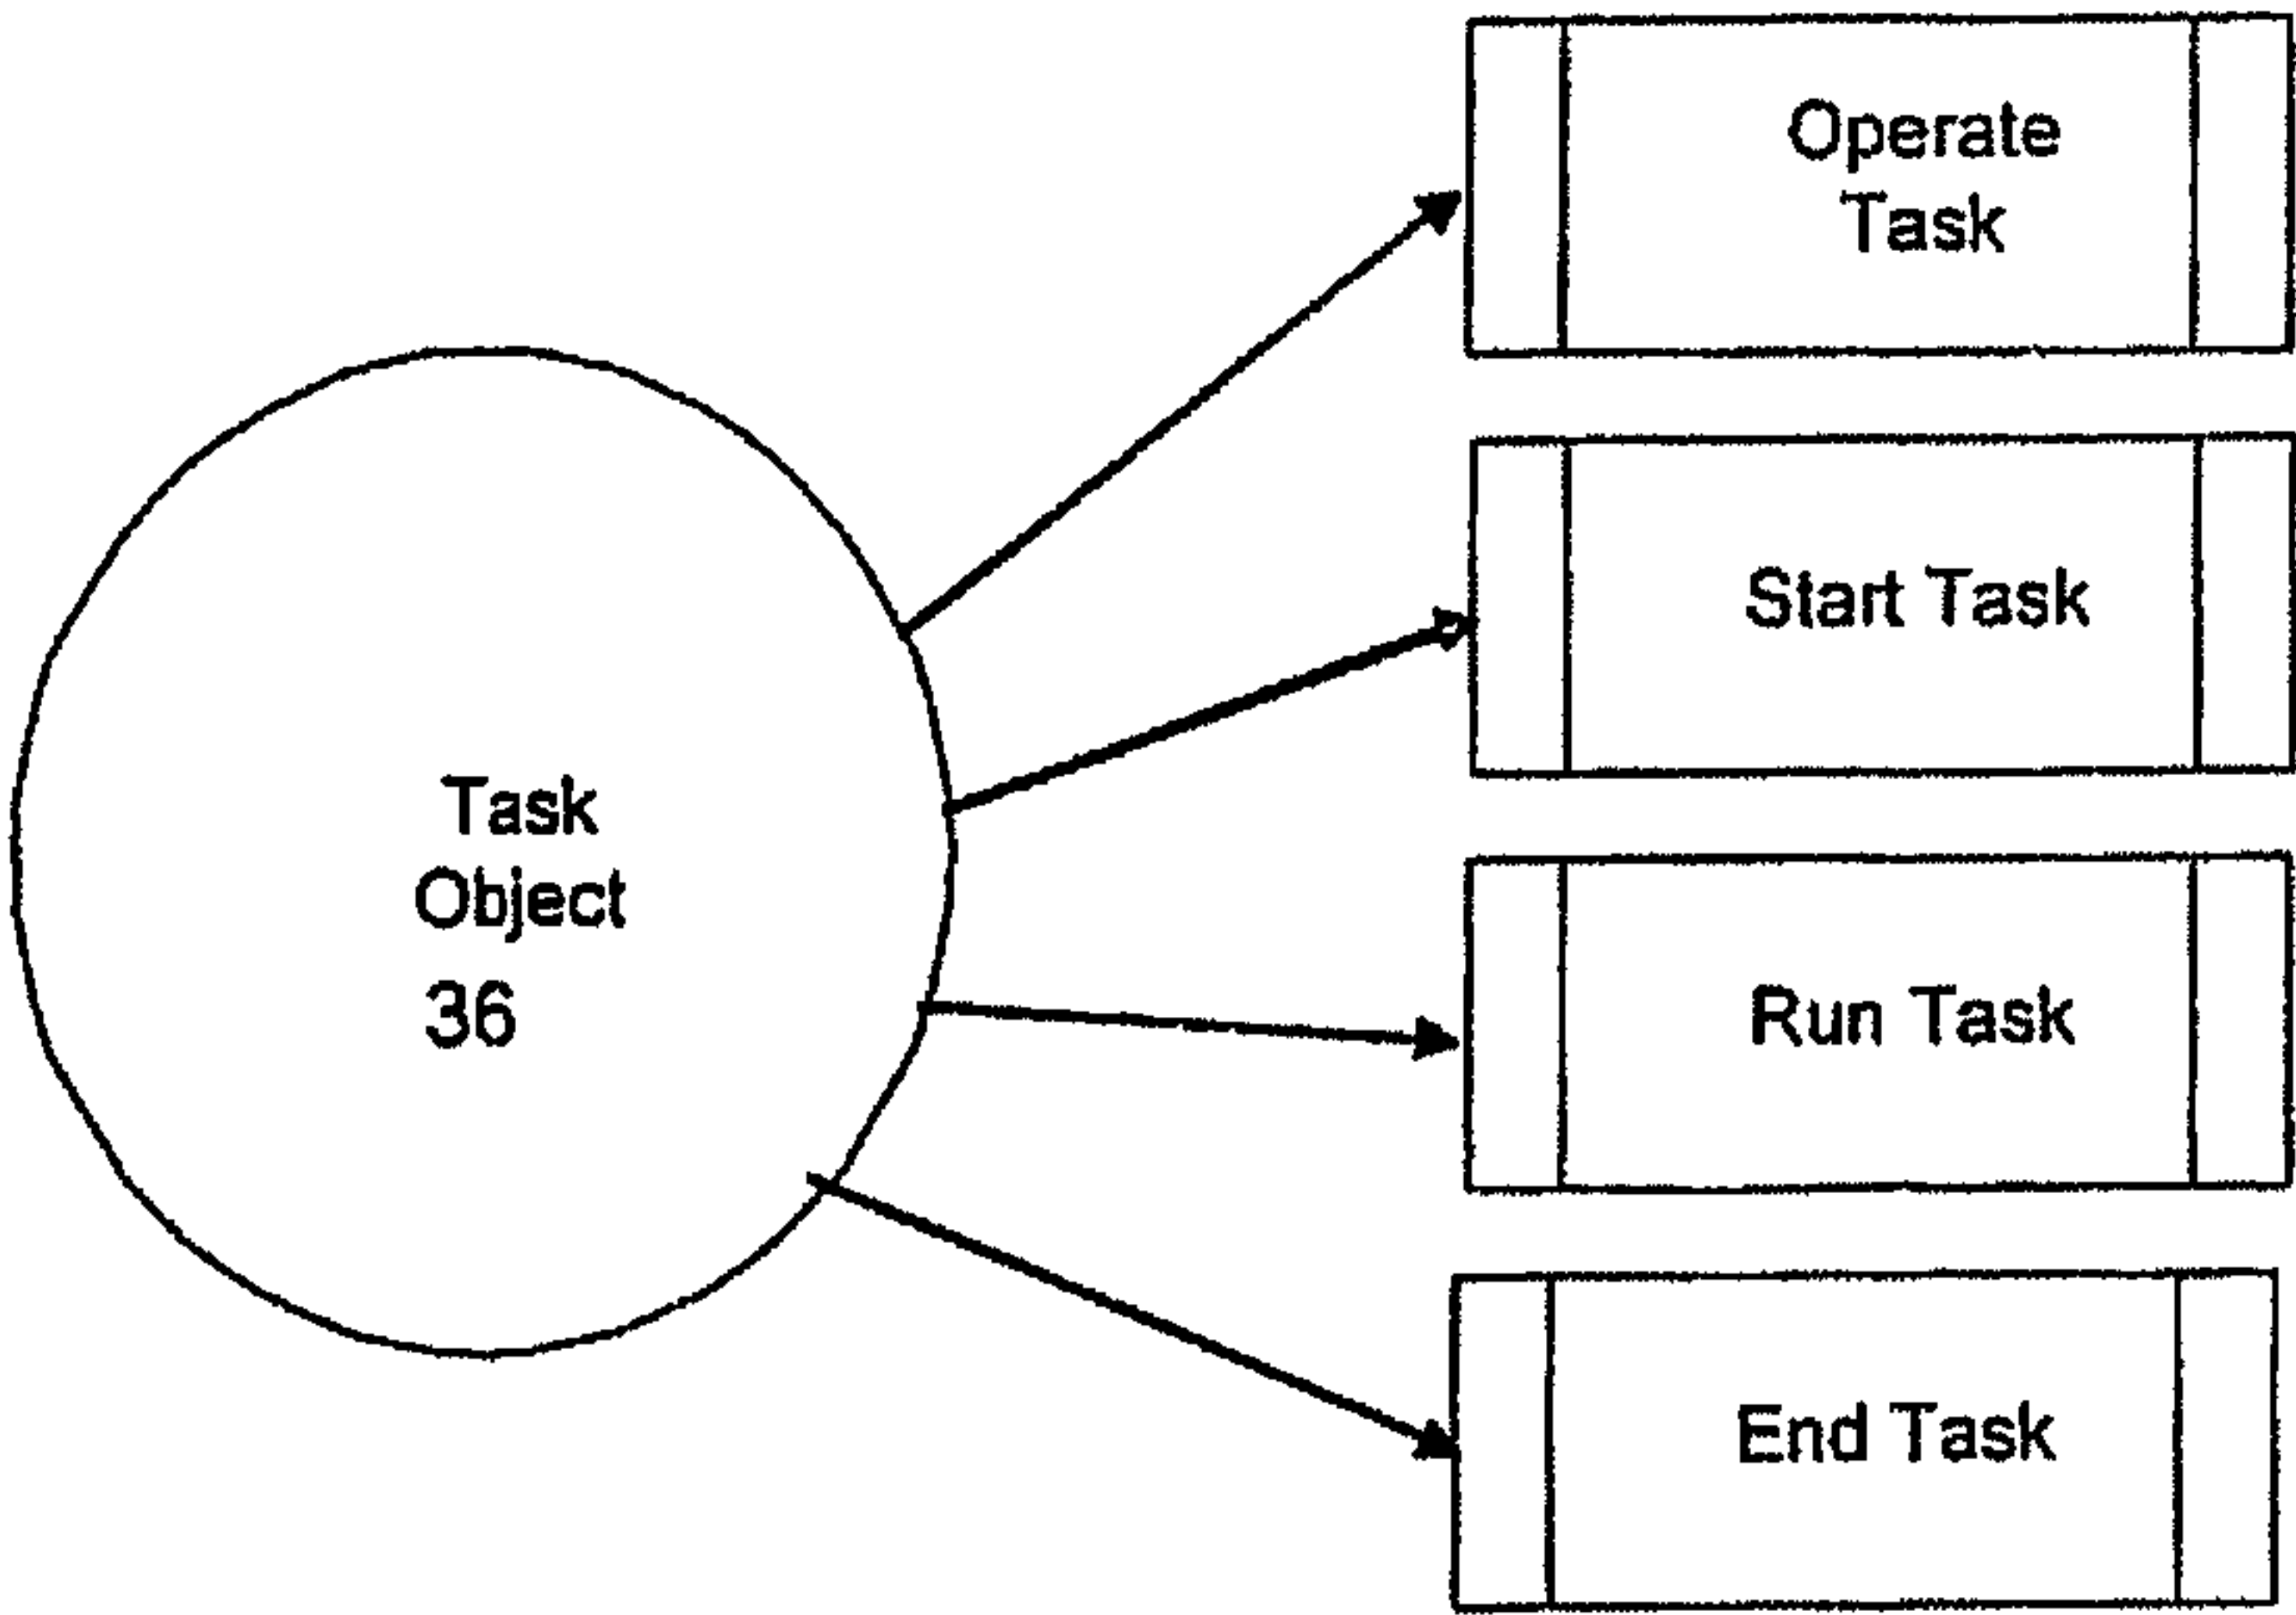 Operate
Task
Start Task
Task
Object
36
Run Task
End Task